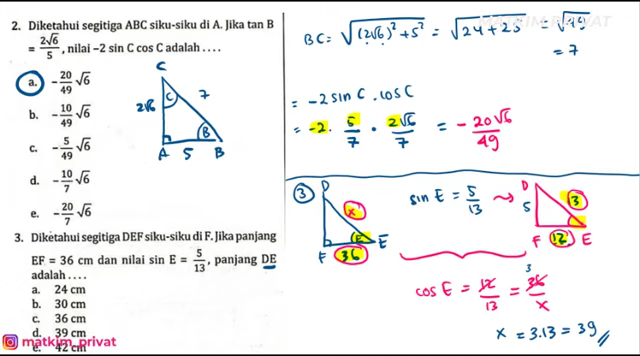 MATKIM PRIVAT
2. Diketahui segitiga ABC siku-siku di A. Jika tan B
= 2√6/5, nilai -2 sin C cos C adalah ....
a. -20/49 √6
b. -10/49 √6
c. -5/49 √6
d. -10/7 √6
e. -20/7 √6
C
C
2√6
7
B
A 5 B
3. Diketahui segitiga DEF siku-siku di F. Jika panjang
EF = 36 cm dan nilai sin E = 5/13, panjang DE
adalah ....
a. 24 cm
b. 30 cm
c. 36 cm
d. 39 cm
e. 42 cm
matkim_privat
BC = √((2√6)² + 5²) = √(24 + 25) = √49
= 7
= -2 sin C . cos C
= -2 . 5/7 . 2√6/7 = -20√6/49
3
D
x
E
E
F 36
sin E = 5/13
D
5
13
F 12 E
cos E = 12/13 = 36/x
3
x = 3.13 = 39